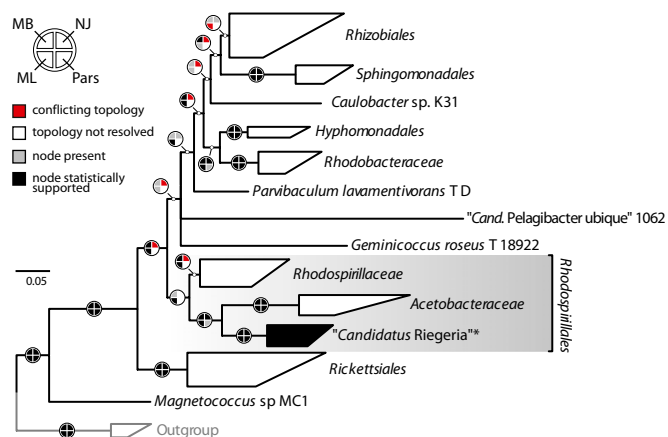 MB NJ
ML Pars
conflicting topology
topology not resolved
node present
node statistically
supported
0.05
Rhizobiales
Sphingomonadales
Caulobacter sp. K31
Hyphomonadales
Rhodobacteraceae
Parvibaculum lavamentivorans T D
"Cand. Pelagibacter ubique" 1062
Geminicoccus roseus T 18922
Rhodospirillaceae
Acetobacteraceae
"Candidatus Riegeria"*
Rhodospirillales
Rickettsiales
Magnetococcus sp MC1
Outgroup